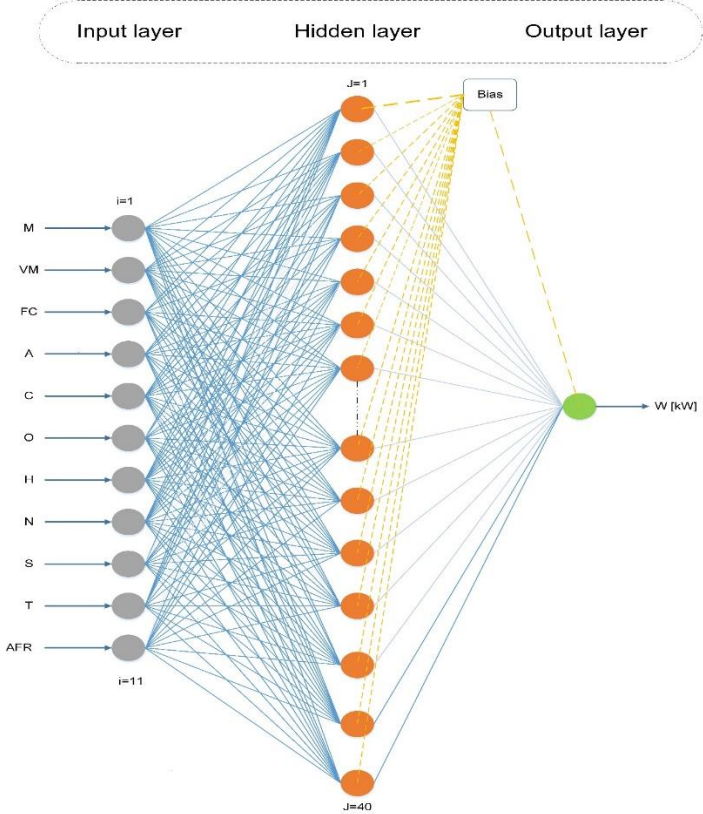 Input layer Hidden layer Output layer
J=1
Bias
i=1
M
VM
FC
A
C
O
W [kW]
H
N
S
T
AFR
i=11
J=40